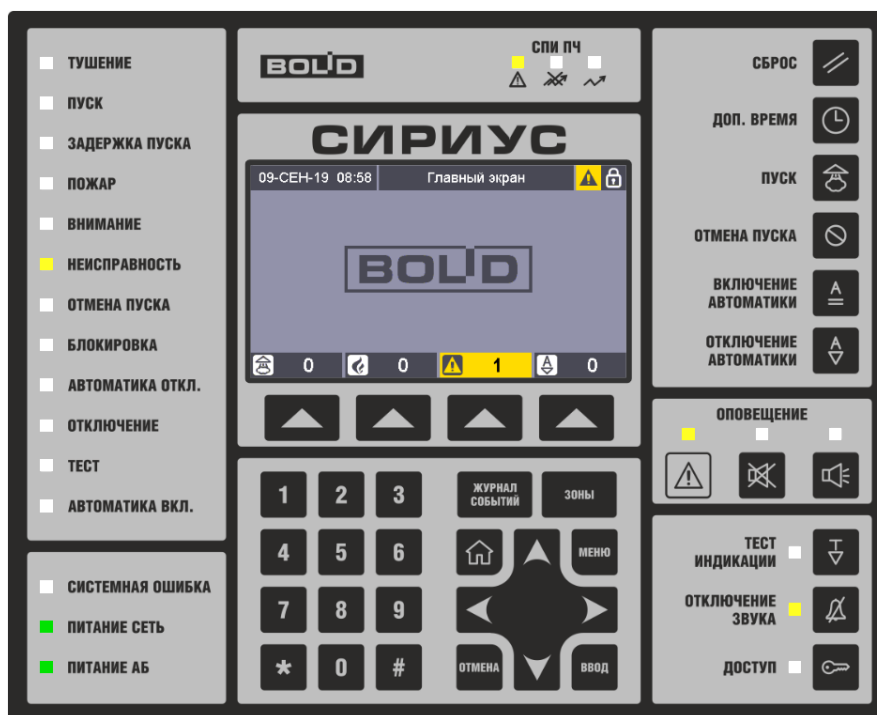 ТУШЕНИЕ
ПУСК
ЗАДЕРЖКА ПУСКА
ПОЖАР
ВНИМАНИЕ
НЕИСПРАВНОСТЬ
ОТМЕНА ПУСКА
БЛОКИРОВКА
АВТОМАТИКА ОТКЛ.
ОТКЛЮЧЕНИЕ
ТЕСТ
АВТОМАТИКА ВКЛ.
СИСТЕМНАЯ ОШИБКА
ПИТАНИЕ СЕТЬ
ПИТАНИЕ АБ
BOLID
СПИ ПЧ
СИРИУС
09-СЕН-19 08:58 Главный экран
BOLID
0 0 1 0
1 2 3
ЖУРНАЛ
СОБЫТИЙ
ЗОНЫ
4 5 6
МЕНЮ
7 8 9
* 0 #
ОТМЕНА
ВВОД
СБРОС
ДОП. ВРЕМЯ
ПУСК
ОТМЕНА ПУСКА
ВКЛЮЧЕНИЕ
АВТОМАТИКИ
ОТКЛЮЧЕНИЕ
АВТОМАТИКИ
ОПОВЕЩЕНИЕ
ТЕСТ
ИНДИКАЦИИ
ОТКЛЮЧЕНИЕ
ЗВУКА
ДОСТУП